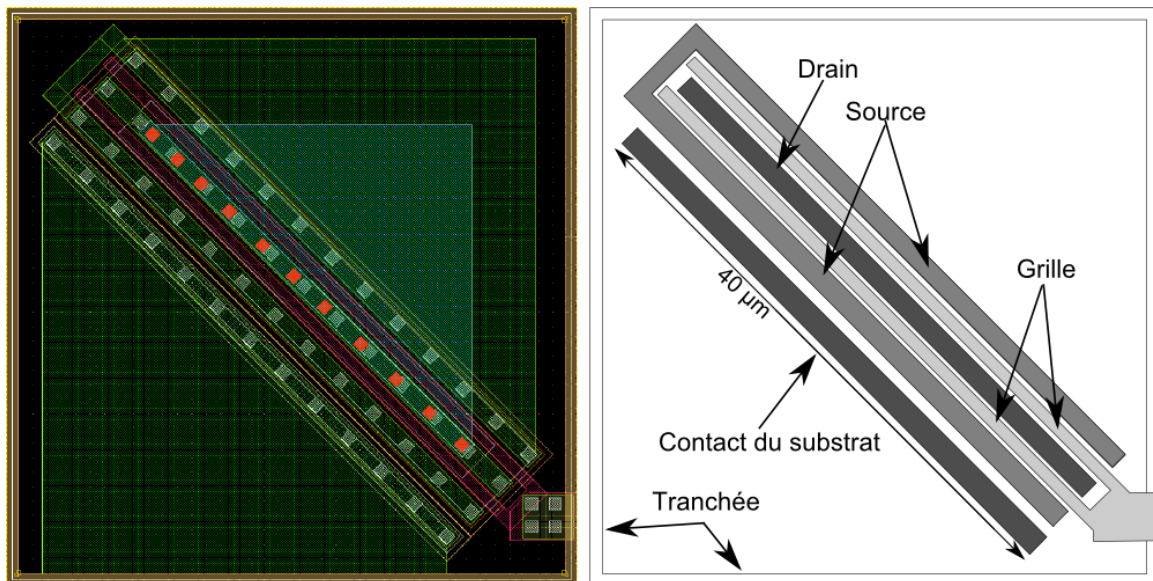 Drain
Source
Grille
40 µm
Contact du substrat
Tranchée